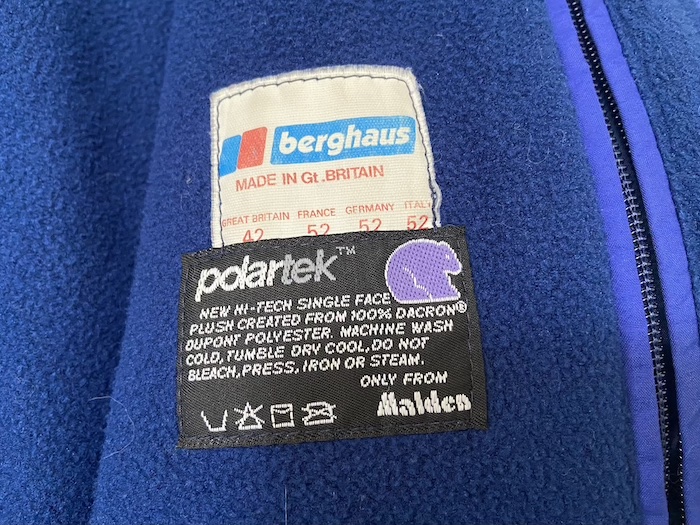 berghaus
MADE IN Gt.BRITAIN
GREAT BRITAIN FRANCE GERMANY ITALY
42 52 52 52
polartek™
NEW HI-TECH SINGLE FACE
PLUSH CREATED FROM 100% DACRON®
DUPONT POLYESTER. MACHINE WASH
COLD, TUMBLE DRY COOL, DO NOT
BLEACH, PRESS, IRON OR STEAM.
ONLY FROM
Malden